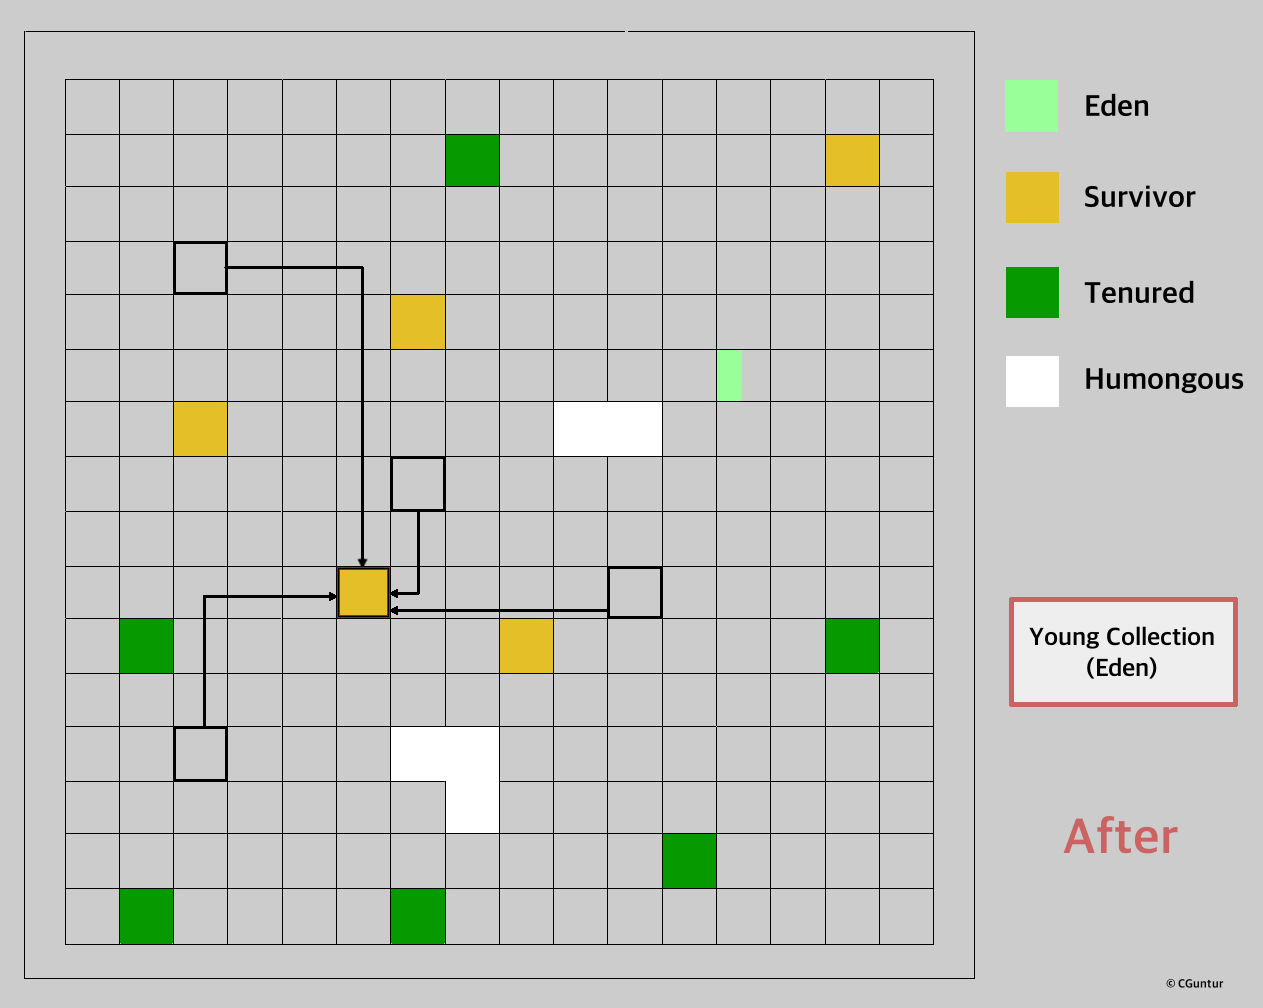 Eden
Survivor
Tenured
Humongous
Young Collection
(Eden)
After
© CGuntur